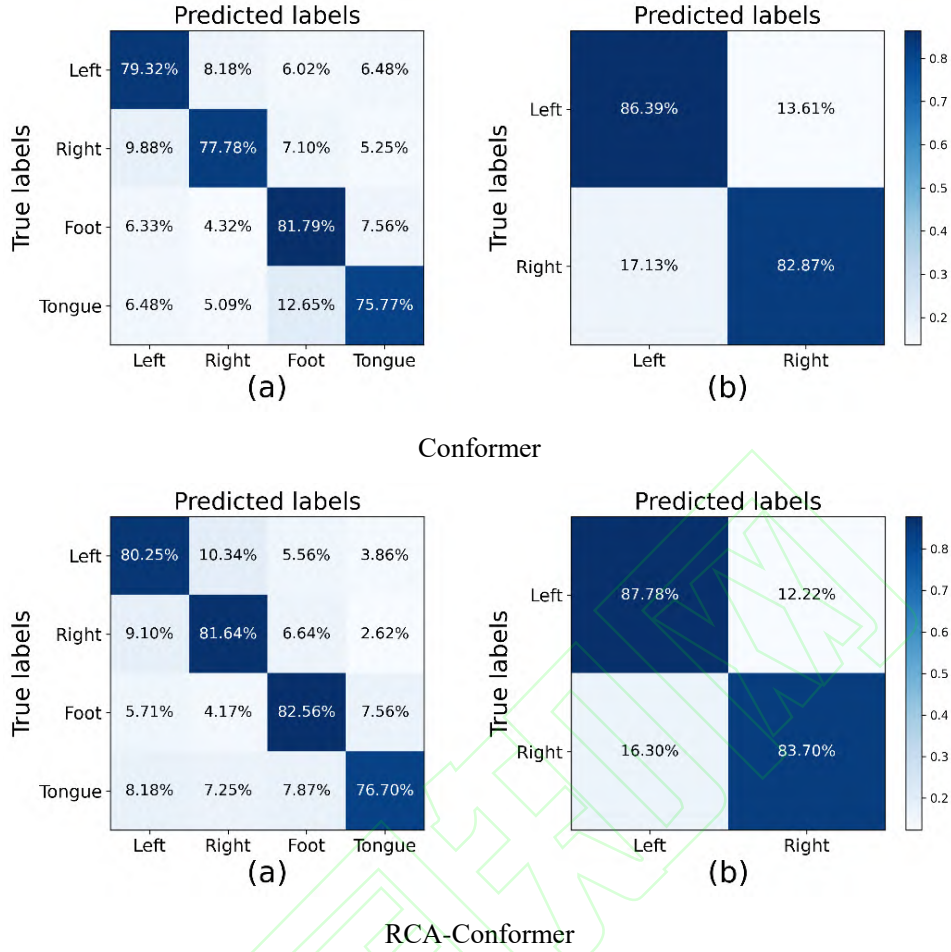 Predicted labels Predicted labels
Left 79.32% 8.18% 6.02% 6.48%
Right 9.88% 77.78% 7.10% 5.25%
Foot 6.33% 4.32% 81.79% 7.56%
Tongue 6.48% 5.09% 12.65% 75.77%
True labels
Left Right Foot Tongue
(a)
Left 86.39% 13.61%
Right 17.13% 82.87%
True labels
Left Right
(b)
0.8
0.7
0.6
0.5
0.4
0.3
0.2
Conformer
Predicted labels Predicted labels
Left 80.25% 10.34% 5.56% 3.86%
Right 9.10% 81.64% 6.64% 2.62%
Foot 5.71% 4.17% 82.56% 7.56%
Tongue 8.18% 7.25% 7.87% 76.70%
True labels
Left Right Foot Tongue
(a)
Left 87.78% 12.22%
Right 16.30% 83.70%
True labels
Left Right
(b)
0.8
0.7
0.6
0.5
0.4
0.3
0.2
RCA-Conformer